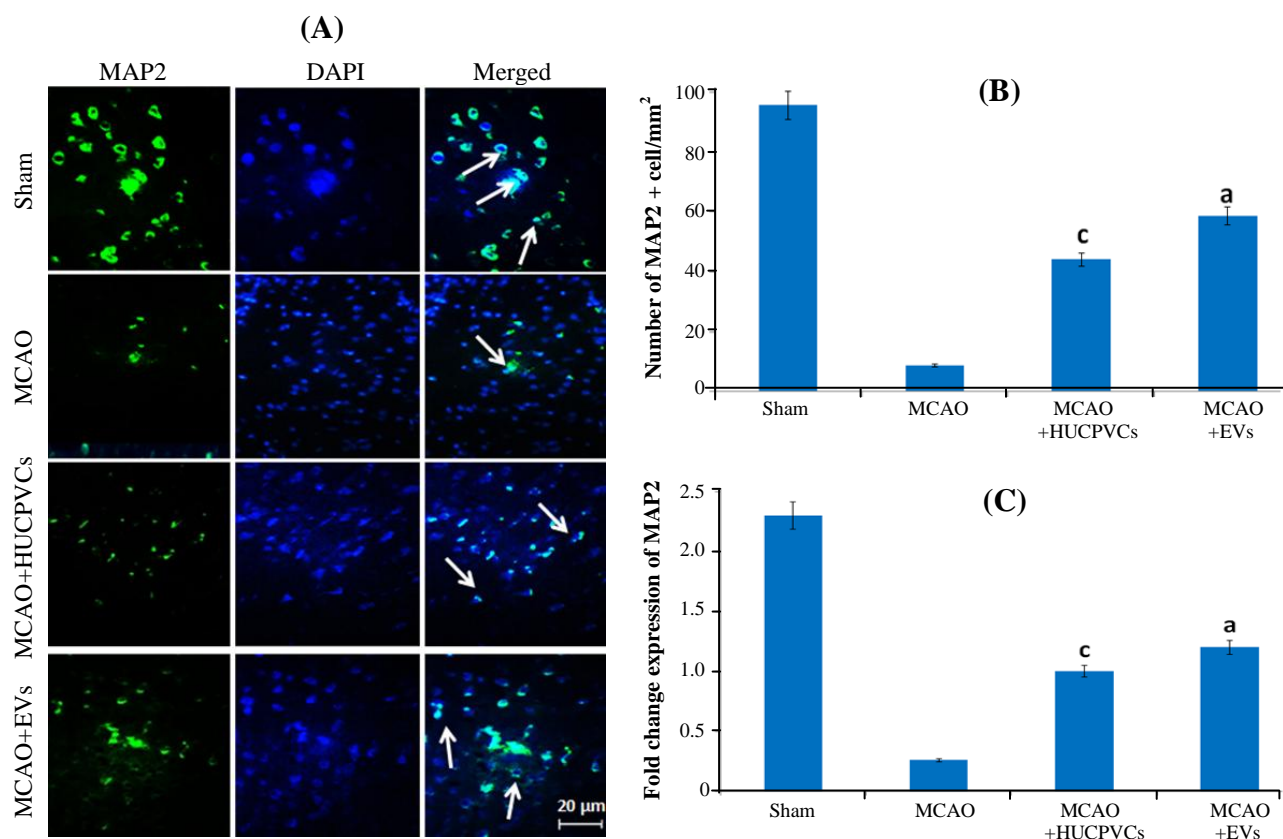 (A)
MAP2 DAPI Merged
Sham
MCAO
MCAO+HUCPVCs
MCAO+EVs
20 µm
(B)
Number of MAP2 + cell/mm²
100
80
60
40
20
0
c
a
Sham MCAO MCAO MCAO
+HUCPVCs +EVs
(C)
Fold change expression of MAP2
2.5
2.0
1.5
1.0
0.5
0
c
a
Sham MCAO MCAO MCAO
+HUCPVCs +EVs